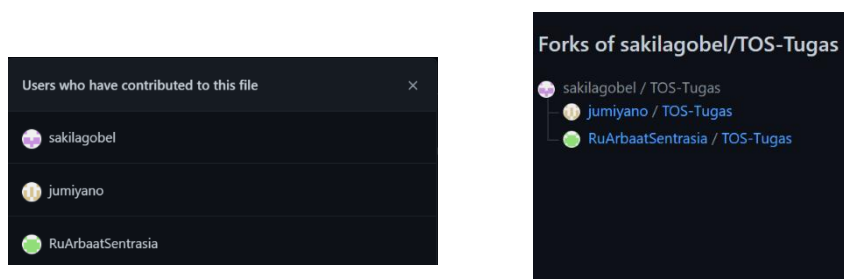 Users who have contributed to this file
sakilagobel
jumiyano
RuArbaatSentrasia
Forks of sakilagobel/TOS-Tugas
sakilagobel / TOS-Tugas
jumiyano / TOS-Tugas
RuArbaatSentrasia / TOS-Tugas